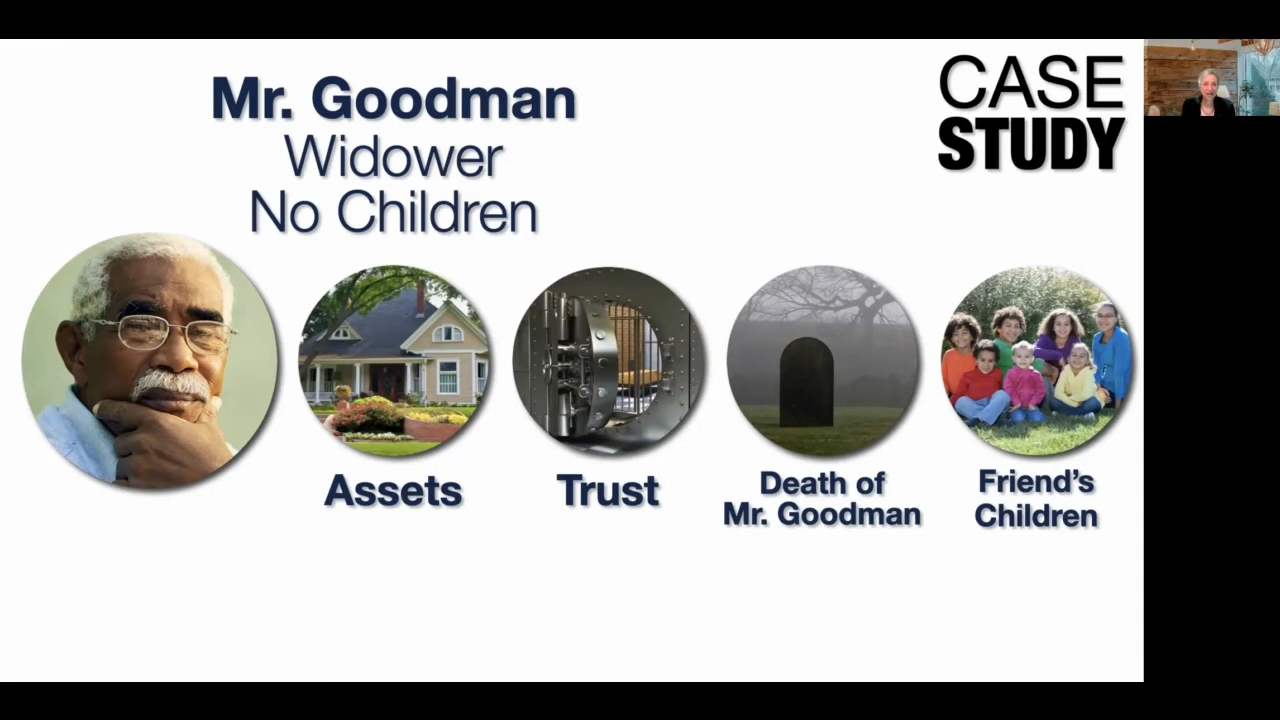 Mr. Goodman
Widower
No Children
CASE
STUDY
Assets
Trust
Death of
Mr. Goodman
Friend's
Children